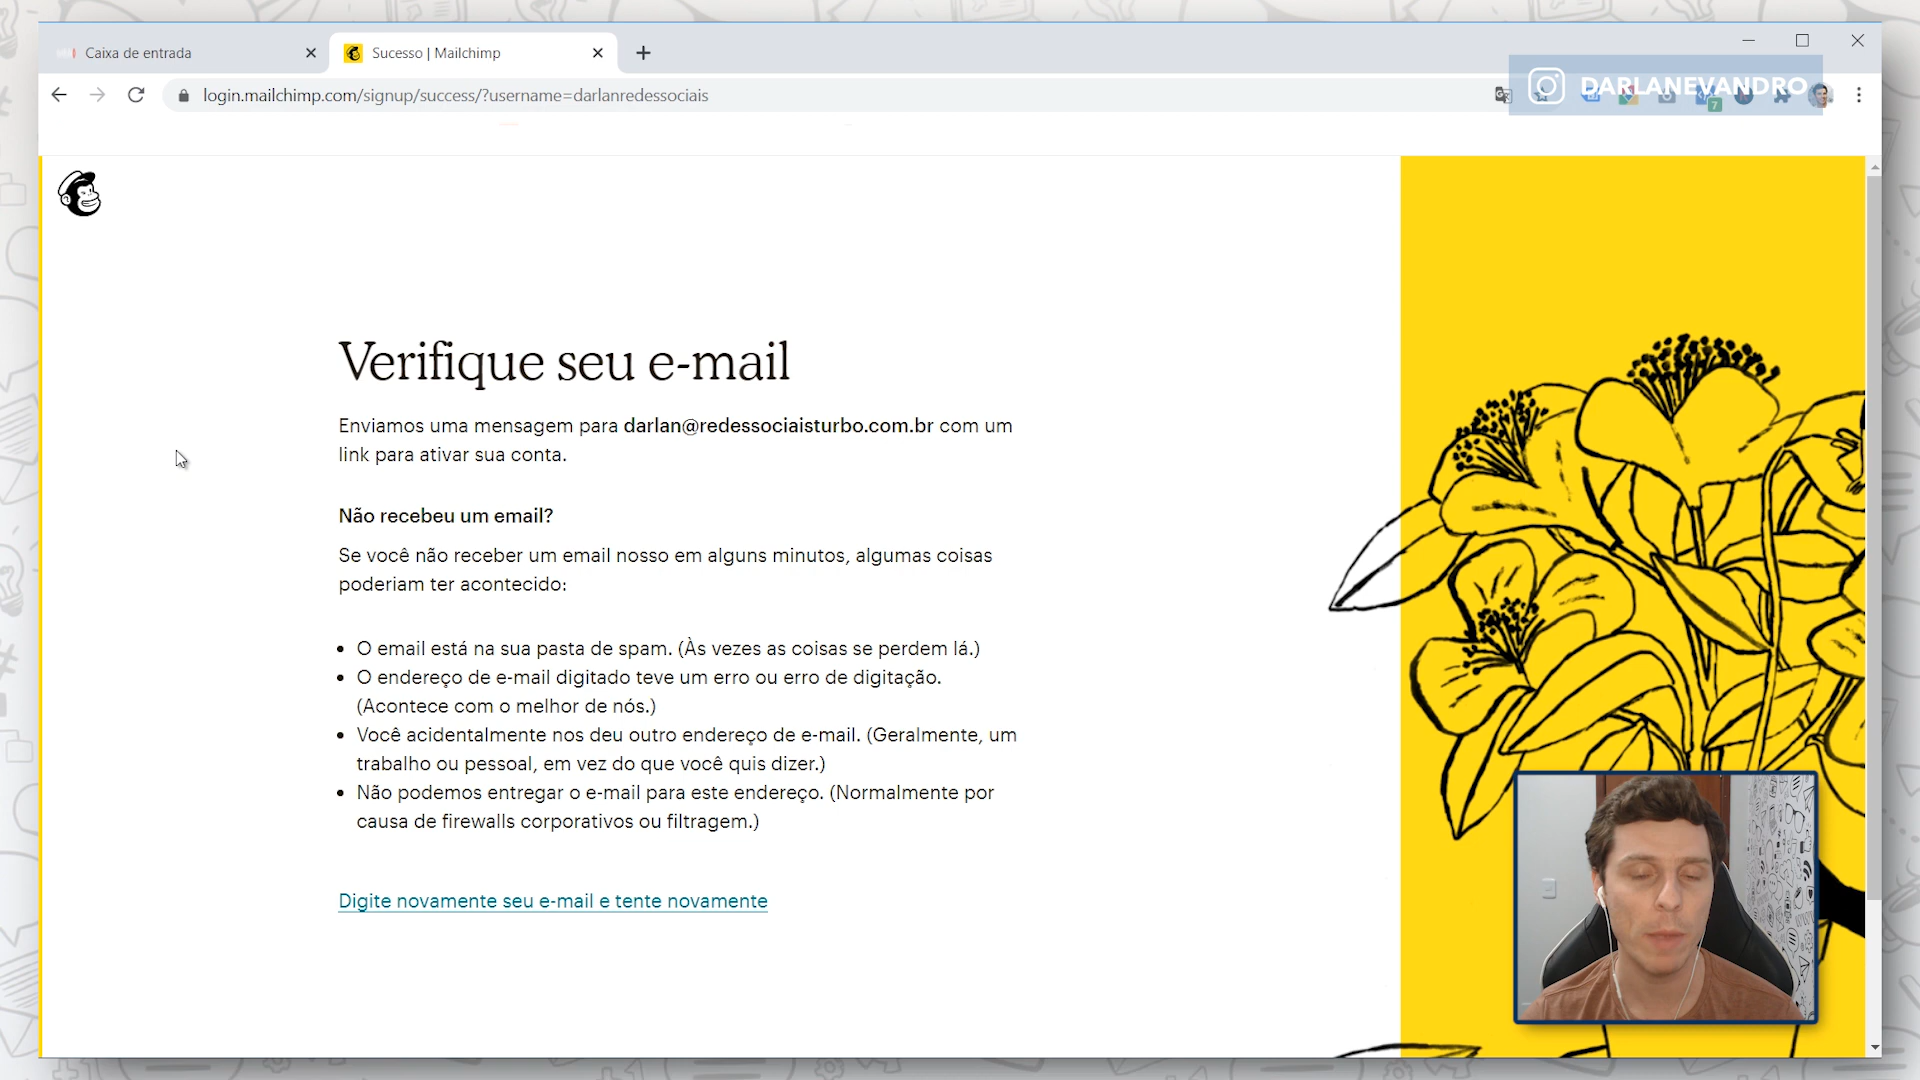 Caixa de entrada
Sucesso | Mailchimp
login.mailchimp.com/signup/success/?username=darlanredessociais
DARLANEVANDRO
7
Verifique seu e-mail
Enviamos uma mensagem para darlan@redessociaisturbo.com.br com um
link para ativar sua conta.
Não recebeu um email?
Se você não receber um email nosso em alguns minutos, algumas coisas
poderiam ter acontecido:
• O email está na sua pasta de spam. (Às vezes as coisas se perdem lá.)
• O endereço de e-mail digitado teve um erro ou erro de digitação.
(Acontece com o melhor de nós.)
• Você acidentalmente nos deu outro endereço de e-mail. (Geralmente, um
trabalho ou pessoal, em vez do que você quis dizer.)
• Não podemos entregar o e-mail para este endereço. (Normalmente por
causa de firewalls corporativos ou filtragem.)
Digite novamente seu e-mail e tente novamente